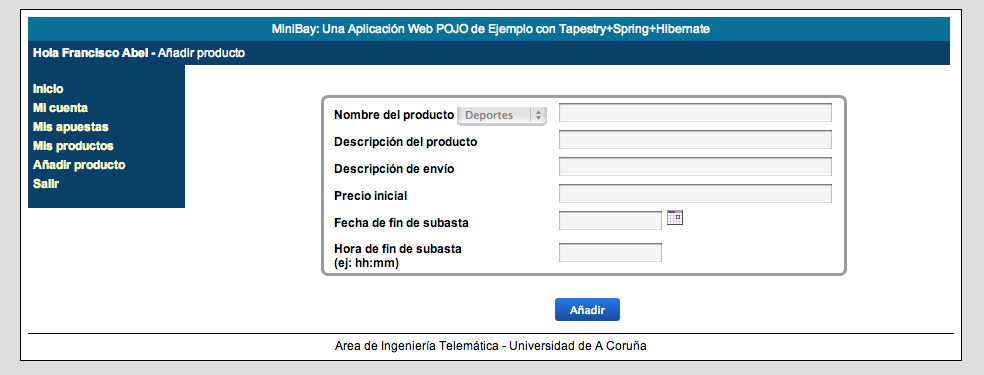 MiniBay: Una Aplicación Web POJO de Ejemplo con Tapestry+Spring+Hibernate
Hola Francisco Abel - Añadir producto
Inicio
Mi cuenta
Mis apuestas
Mis productos
Añadir producto
Salir
Nombre del producto Deportes
Descripción del producto
Descripción de envío
Precio inicial
Fecha de fin de subasta
Hora de fin de subasta
(ej: hh:mm)
Añadir
Area de Ingeniería Telemática - Universidad de A Coruña